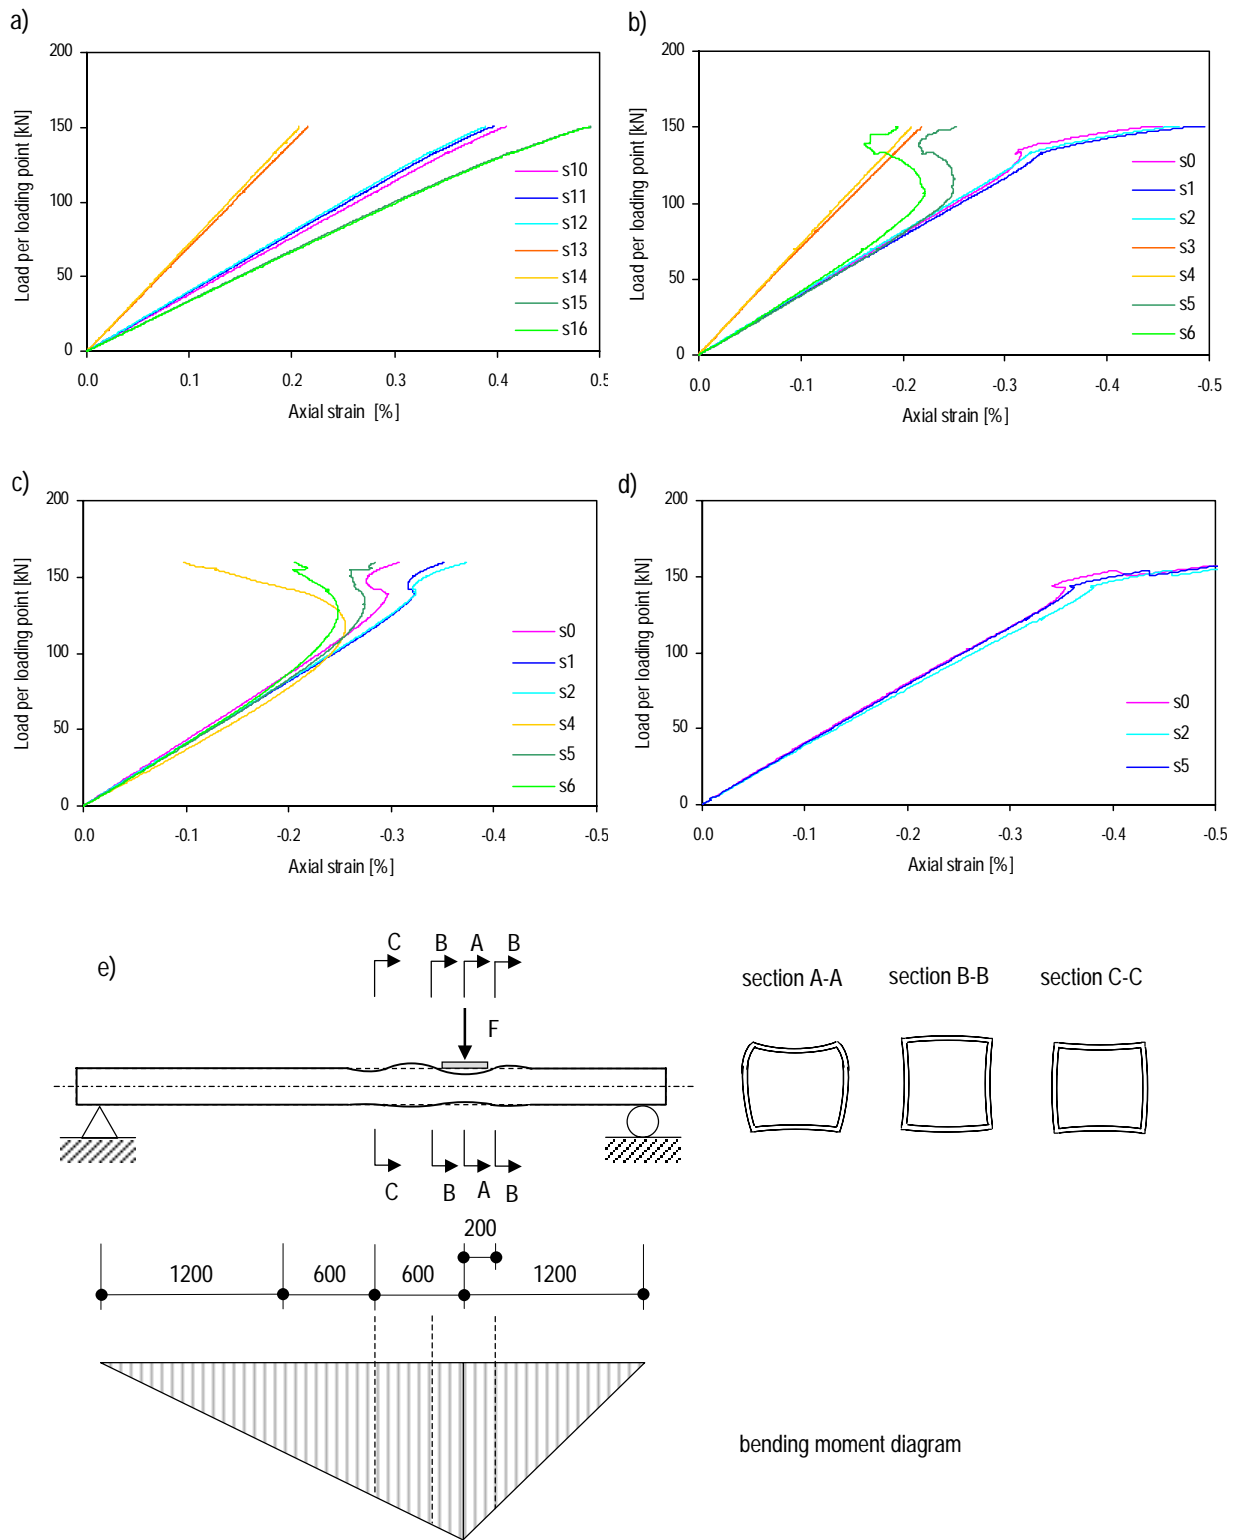 a)
Load per loading point [kN]
200
150
100
50
0
0.0 0.1 0.2 0.3 0.4 0.5
Axial strain [%]
s10
s11
s12
s13
s14
s15
s16
b)
Load per loading point [kN]
200
150
100
50
0
0.0 -0.1 -0.2 -0.3 -0.4 -0.5
Axial strain [%]
s0
s1
s2
s3
s4
s5
s6
c)
Load per loading point [kN]
200
150
100
50
0
0.0 -0.1 -0.2 -0.3 -0.4 -0.5
Axial strain [%]
s0
s1
s2
s4
s5
s6
d)
Load per loading point [kN]
200
150
100
50
0
0.0 -0.1 -0.2 -0.3 -0.4 -0.5
Axial strain [%]
s0
s2
s5
e)
C B A B
F
C B A B
section A-A section B-B section C-C
200
1200 600 600 1200
bending moment diagram